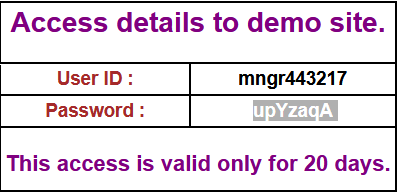 Access details to demo site.
User ID : mngr443217
Password : upYzaqA
This access is valid only for 20 days.